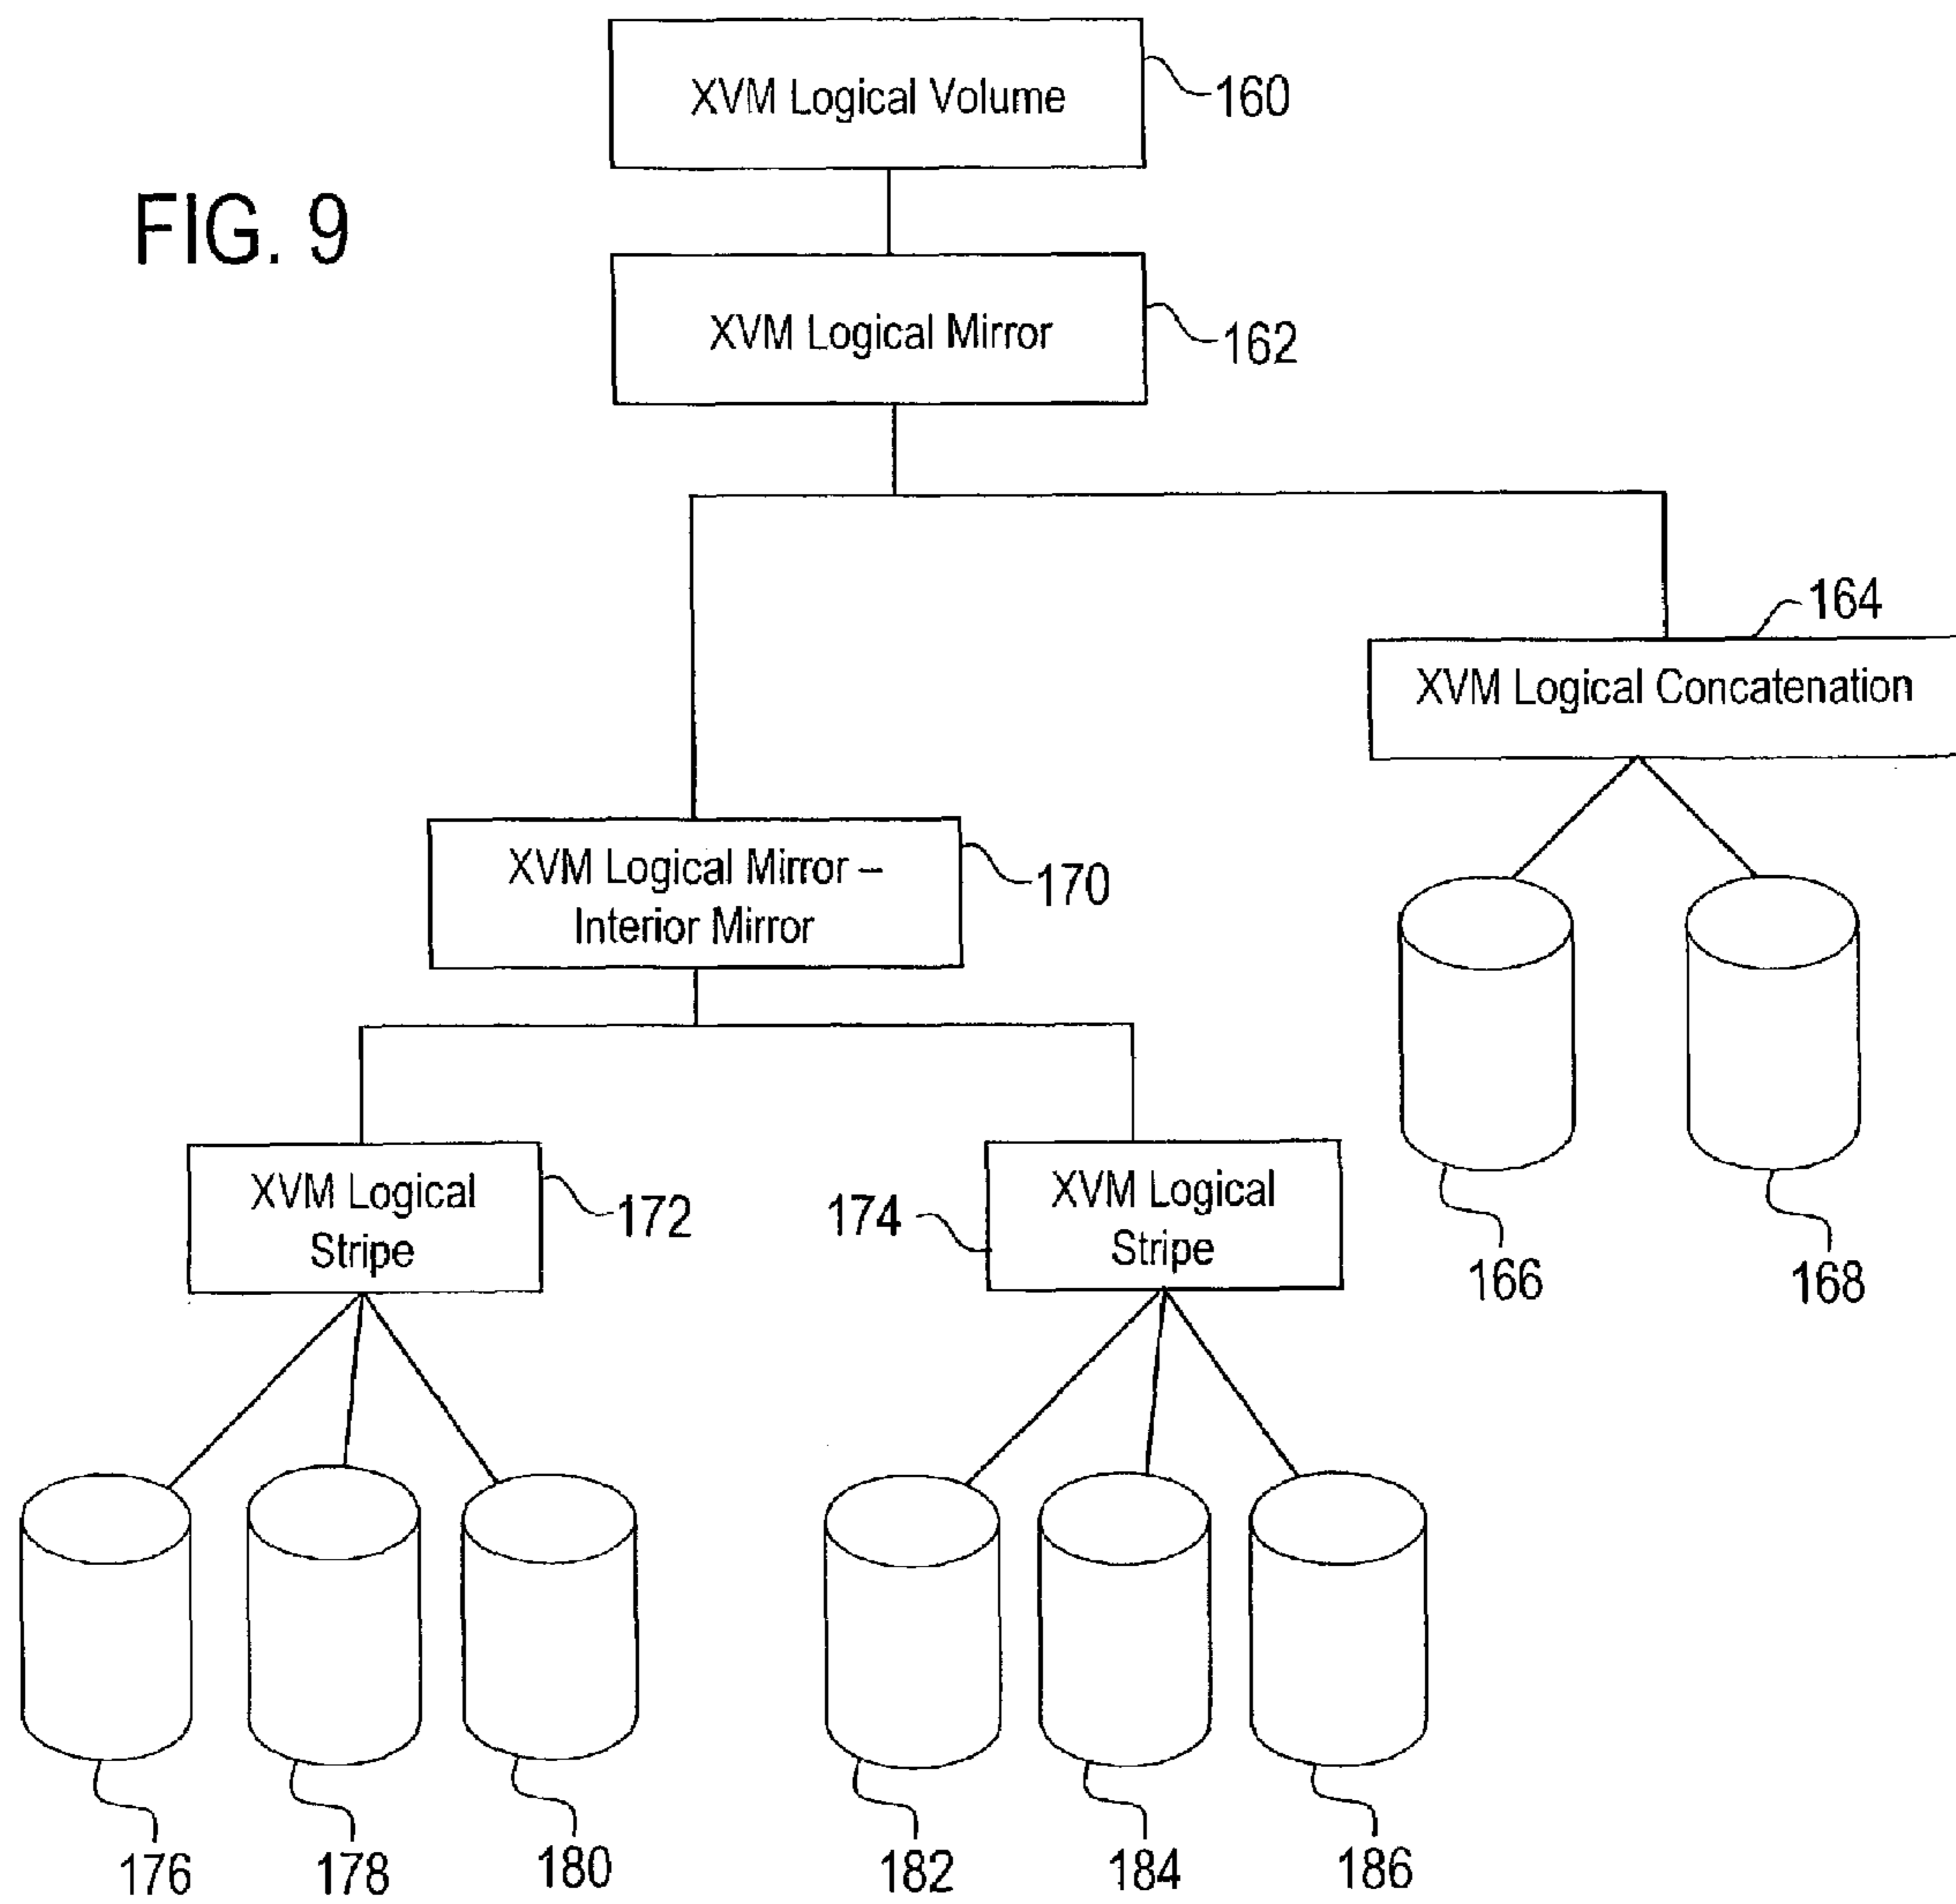 XVM Logical Volume
160
FIG. 9
XVM Logical Mirror
162
164
XVM Logical Concatenation
XVM Logical Mirror –
Interior Mirror
170
XVM Logical
Stripe
172
174
XVM Logical
Stripe
166
168
176
178
180
182
184
186